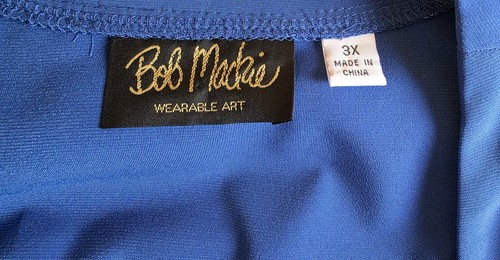 Bob Mackie
WEARABLE ART
3X
MADE IN
CHINA